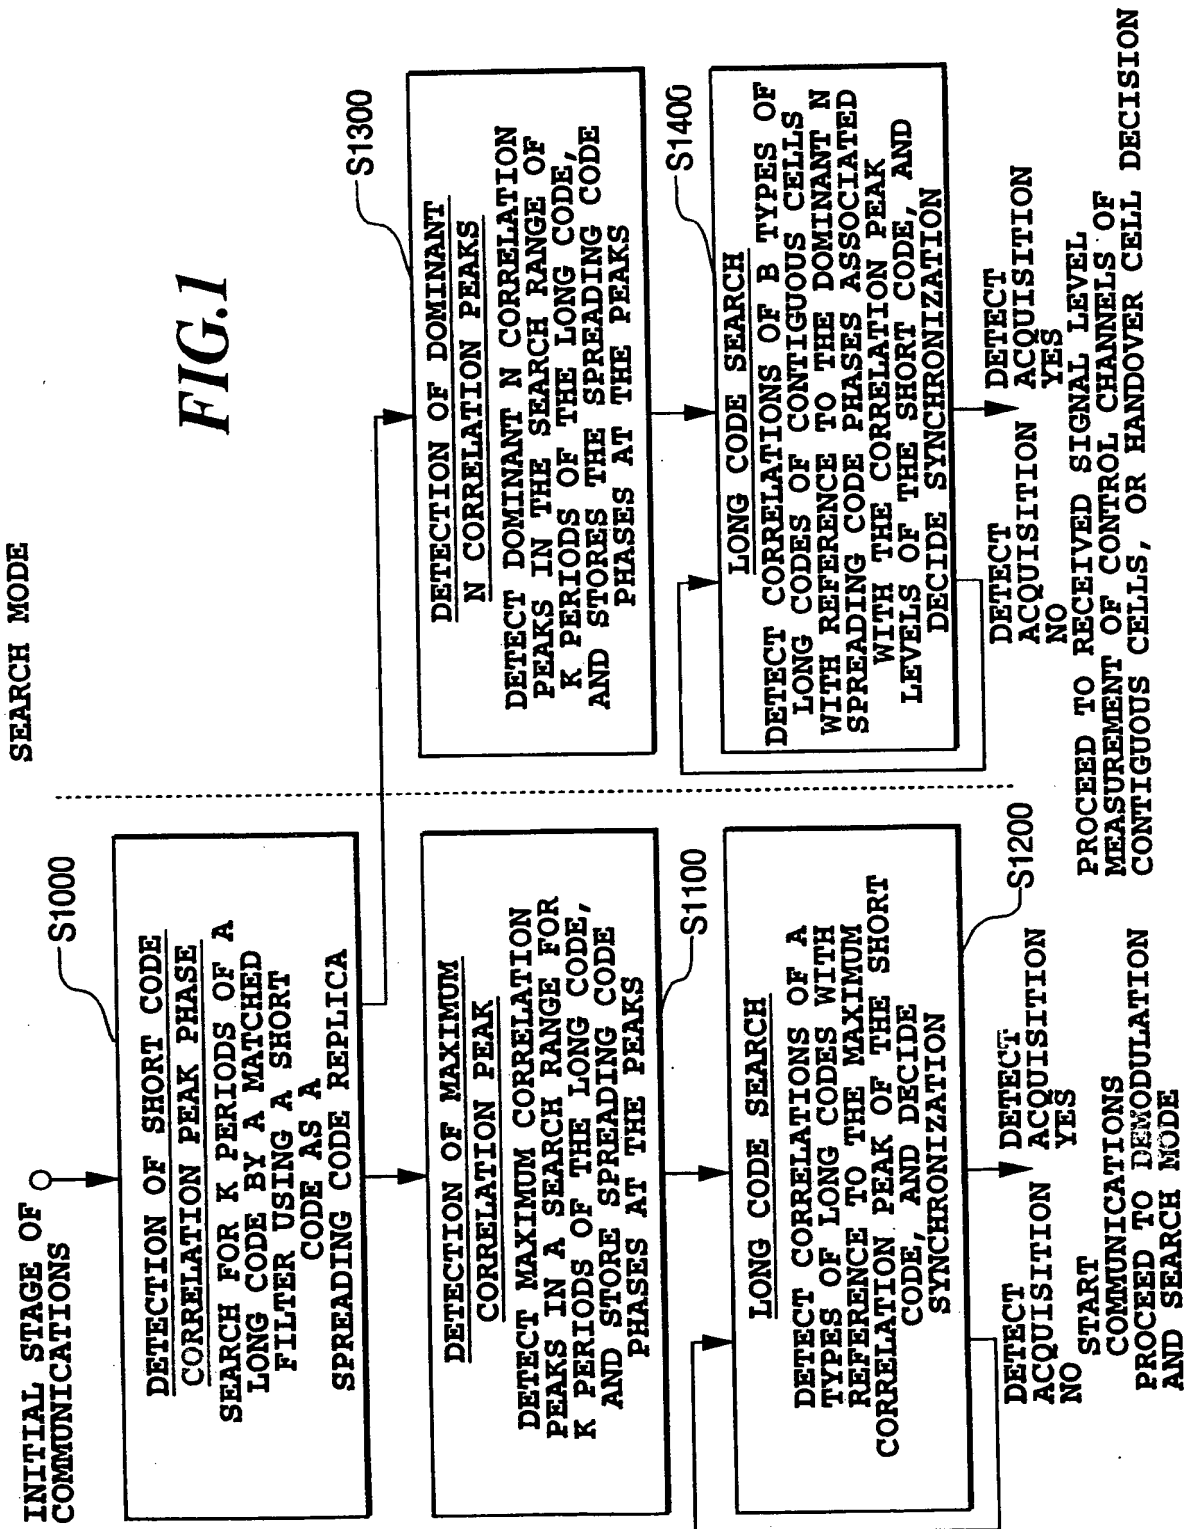 FIG.1
INITIAL STAGE OF
COMMUNICATIONS
SEARCH MODE
S1000
DETECTION OF SHORT CODE
CORRELATION PEAK PHASE
SEARCH FOR K PERIODS OF A
LONG CODE BY A MATCHED
FILTER USING A SHORT
CODE AS A
SPREADING CODE REPLICA
DETECTION OF MAXIMUM
CORRELATION PEAK
DETECT MAXIMUM CORRELATION
PEAKS IN A SEARCH RANGE FOR
K PERIODS OF THE LONG CODE,
AND STORE SPREADING CODE
PHASES AT THE PEAKS
S1100
LONG CODE SEARCH
DETECT CORRELATIONS OF A
TYPES OF LONG CODES WITH
REFERENCE TO THE MAXIMUM
CORRELATION PEAK OF THE SHORT
CODE, AND DECIDE
SYNCHRONIZATION
S1200
DETECT
ACQUISITION
NO
DETECT
ACQUISITION
YES
START
COMMUNICATIONS
PROCEED TO DEMODULATION
AND SEARCH MODE
S1300
DETECTION OF DOMINANT
N CORRELATION PEAKS
DETECT DOMINANT N CORRELATION
PEAKS IN THE SEARCH RANGE OF
K PERIODS OF THE LONG CODE,
AND STORES THE SPREADING CODE
PHASES AT THE PEAKS
S1400
LONG CODE SEARCH
DETECT CORRELATIONS OF B TYPES OF
LONG CODES OF CONTIGUOUS CELLS
WITH REFERENCE TO THE DOMINANT N
SPREADING CODE PHASES ASSOCIATED
WITH THE CORRELATION PEAK
LEVELS OF THE SHORT CODE, AND
DECIDE SYNCHRONIZATION
DETECT
ACQUISITION
NO
DETECT
ACQUISITION
YES
PROCEED TO RECEIVED SIGNAL LEVEL
MEASUREMENT OF CONTROL CHANNELS OF
CONTIGUOUS CELLS, OR HANDOVER CELL DECISION